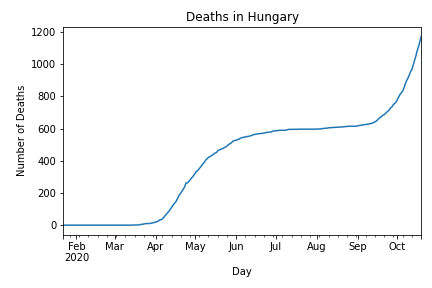 Deaths in Hungary
1200
1000
800
600
400
200
0
Number of Deaths
Feb Mar Apr May Jun Jul Aug Sep Oct
2020
Day